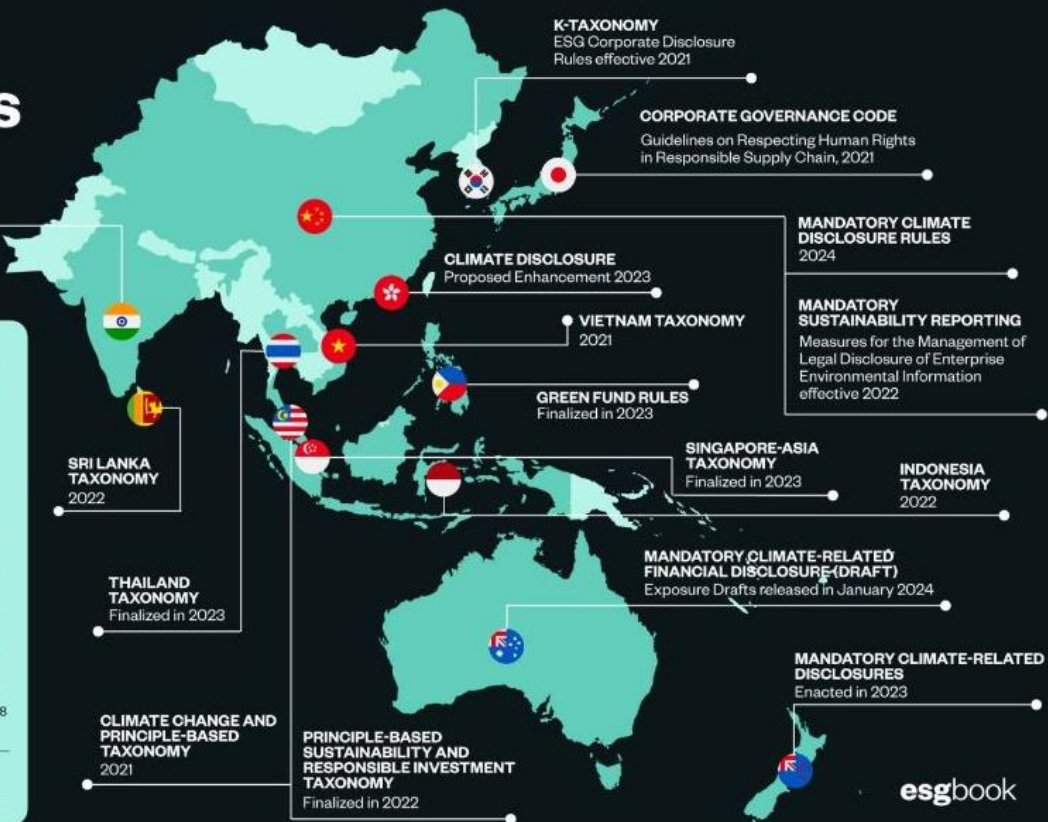 s
K-TAXONOMY
ESG Corporate Disclosure
Rules effective 2021
CORPORATE GOVERNANCE CODE
Guidelines on Respecting Human Rights
in Responsible Supply Chain, 2021
MANDATORY CLIMATE
DISCLOSURE RULES
2024
CLIMATE DISCLOSURE
Proposed Enhancement 2023
MANDATORY
SUSTAINABILITY REPORTING
Measures for the Management of
Legal Disclosure of Enterprise
Environmental Information
effective 2022
VIETNAM TAXONOMY
2021
GREEN FUND RULES
Finalized in 2023
SINGAPORE-ASIA
TAXONOMY
Finalized in 2023
INDONESIA
TAXONOMY
2022
SRI LANKA
TAXONOMY
2022
MANDATORY CLIMATE-RELATED
FINANCIAL DISCLOSURE (DRAFT)
Exposure Drafts released in January 2024
THAILAND
TAXONOMY
Finalized in 2023
MANDATORY CLIMATE-RELATED
DISCLOSURES
Enacted in 2023
8
CLIMATE CHANGE AND
PRINCIPLE-BASED
TAXONOMY
2021
PRINCIPLE-BASED
SUSTAINABILITY AND
RESPONSIBLE INVESTMENT
TAXONOMY
Finalized in 2022
esgbook